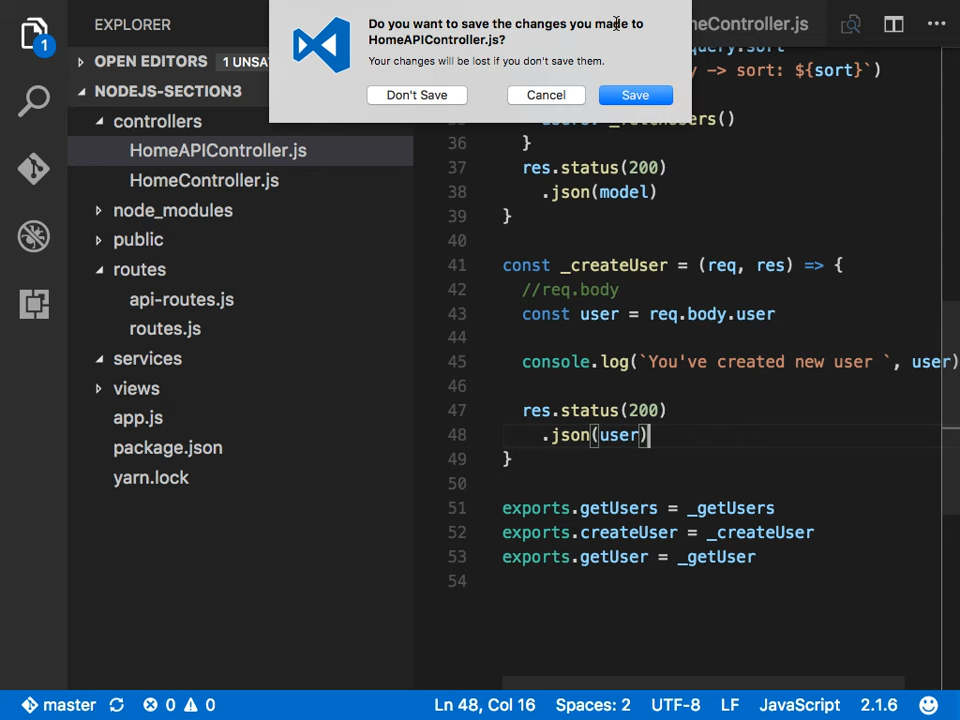 EXPLORER
OPEN EDITORS
1 UNSA
NODEJS-SECTION3
controllers
HomeAPIController.js
HomeController.js
node_modules
public
routes
api-routes.js
routes.js
services
views
app.js
package.json
yarn.lock
1
Do you want to save the changes you made to
HomeAPIController.js?
Your changes will be lost if you don't save them.
Don't Save
Cancel
Save
meController.js
-> sort: ${sort}`)
36 }
37 res.status(200)
38 .json(model)
39 }
40
41 const _createUser = (req, res) => {
42 //req.body
43 const user = req.body.user
44
45 console.log(`You've created new user `, user)
46
47 res.status(200)
48 .json(user)
49 }
50
51 exports.getUsers = _getUsers
52 exports.createUser = _createUser
53 exports.getUser = _getUser
54
master
0
0
Ln 48, Col 16
Spaces: 2
UTF-8
LF
JavaScript
2.1.6